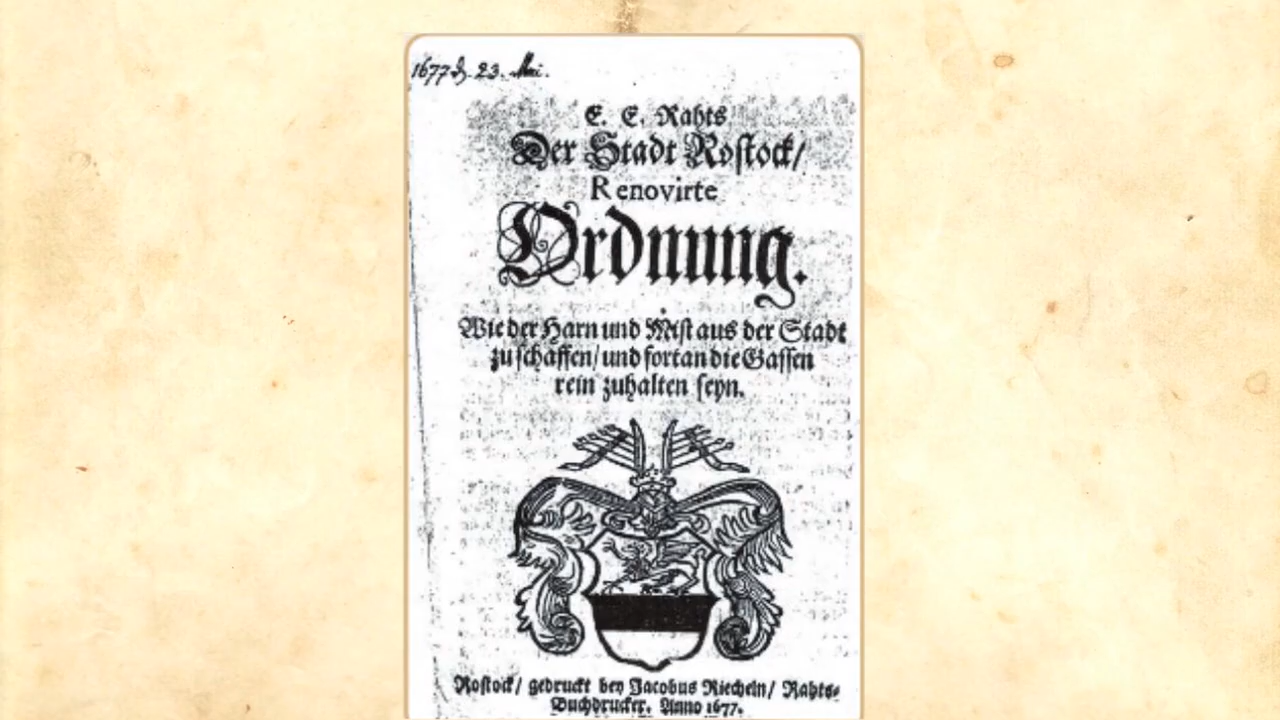 1677 d. 23. Mai.
E. E. Rahts
Der Stadt Rostock/
Renovirte
Ordnung.
Wie der Harn und Mist aus der Stadt
zu schaffen/ und fortan die Gassen
rein zuhalten seyn.
Rostock/ gedruckt bey Jacobus Riecheln/ Rahts-
Buchdrucker. Anno 1677.